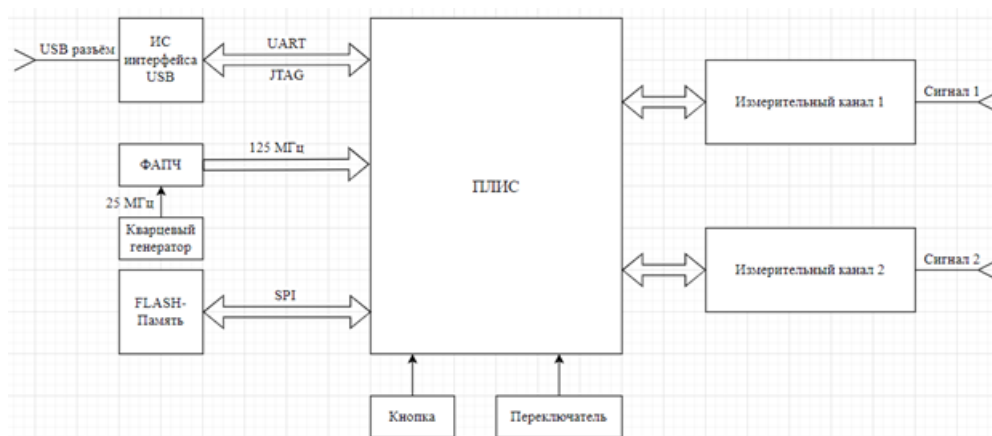 USB разъём
ИС
интерфейса
USB
UART
JTAG
ФАПЧ
125 МГц
25 МГц
Кварцевый
генератор
FLASH-
Память
SPI
ПЛИС
Кнопка
Переключатель
Измерительный канал 1
Сигнал 1
Измерительный канал 2
Сигнал 2